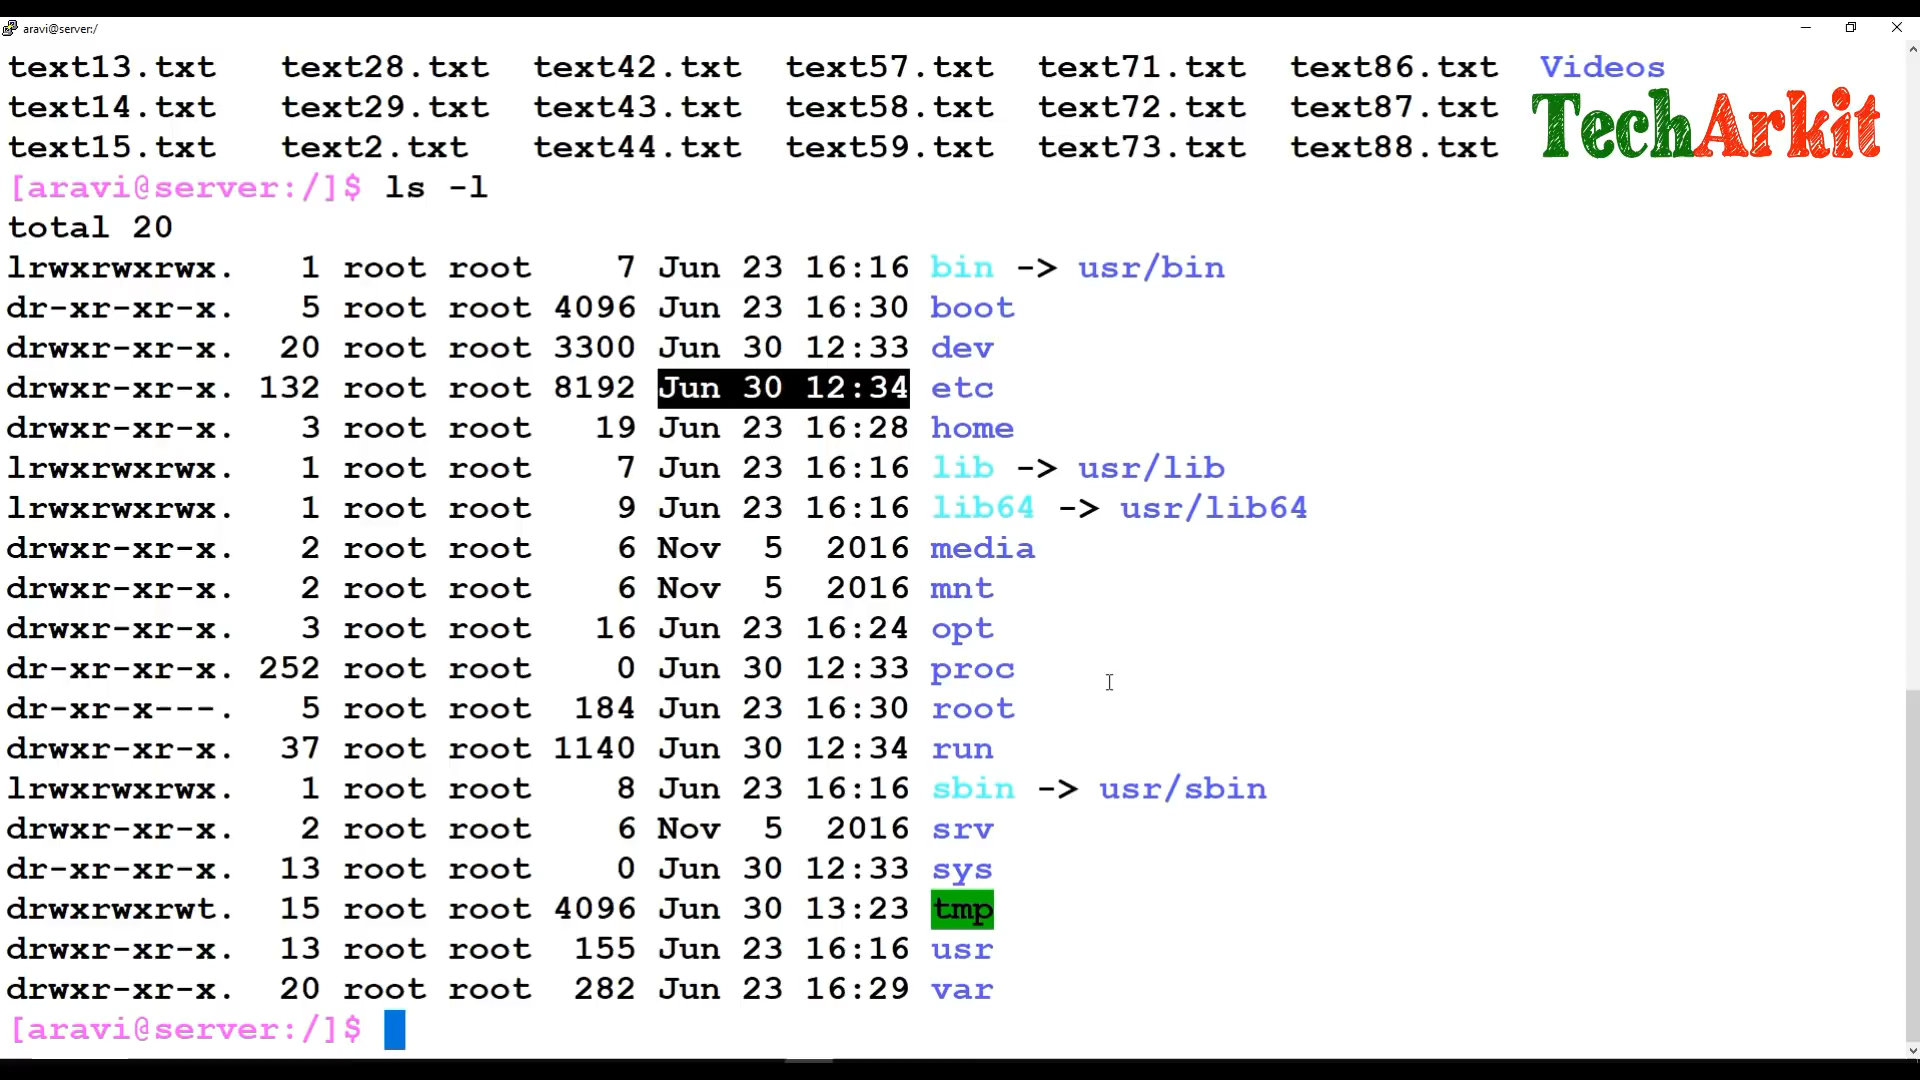 aravi@server:/
text13.txt   text28.txt  text42.txt  text57.txt  text71.txt  text86.txt  Videos
text14.txt   text29.txt  text43.txt  text58.txt  text72.txt  text87.txt
text15.txt   text2.txt   text44.txt  text59.txt  text73.txt  text88.txt
TechArkit
[aravi@server:/]$ ls -l
total 20
lrwxrwxrwx.   1 root root    7 Jun 23 16:16 bin -> usr/bin
dr-xr-xr-x.   5 root root 4096 Jun 23 16:30 boot
drwxr-xr-x.  20 root root 3300 Jun 30 12:33 dev
drwxr-xr-x. 132 root root 8192 Jun 30 12:34 etc
drwxr-xr-x.   3 root root   19 Jun 23 16:28 home
lrwxrwxrwx.   1 root root    7 Jun 23 16:16 lib -> usr/lib
lrwxrwxrwx.   1 root root    9 Jun 23 16:16 lib64 -> usr/lib64
drwxr-xr-x.   2 root root    6 Nov  5  2016 media
drwxr-xr-x.   2 root root    6 Nov  5  2016 mnt
drwxr-xr-x.   3 root root   16 Jun 23 16:24 opt
dr-xr-xr-x. 252 root root    0 Jun 30 12:33 proc
dr-xr-x---.   5 root root  184 Jun 23 16:30 root
drwxr-xr-x.  37 root root 1140 Jun 30 12:34 run
lrwxrwxrwx.   1 root root    8 Jun 23 16:16 sbin -> usr/sbin
drwxr-xr-x.   2 root root    6 Nov  5  2016 srv
dr-xr-xr-x.  13 root root    0 Jun 30 12:33 sys
drwxrwxrwt.  15 root root 4096 Jun 30 13:23 tmp
drwxr-xr-x.  13 root root  155 Jun 23 16:16 usr
drwxr-xr-x.  20 root root  282 Jun 23 16:29 var
[aravi@server:/]$